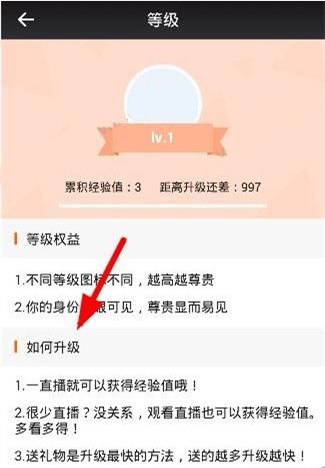 等级
lv.1
累积经验值：3 距离升级还差：997
等级权益
1.不同等级图标不同，越高越尊贵
2.你的身份 眼可见，尊贵显而易见
如何升级
1.一直播就可以获得经验值哦！
2.很少直播？没关系，观看直播也可以获得经验值。
多看多得！
3.送礼物是升级最快的方法，送的越多升级越快！